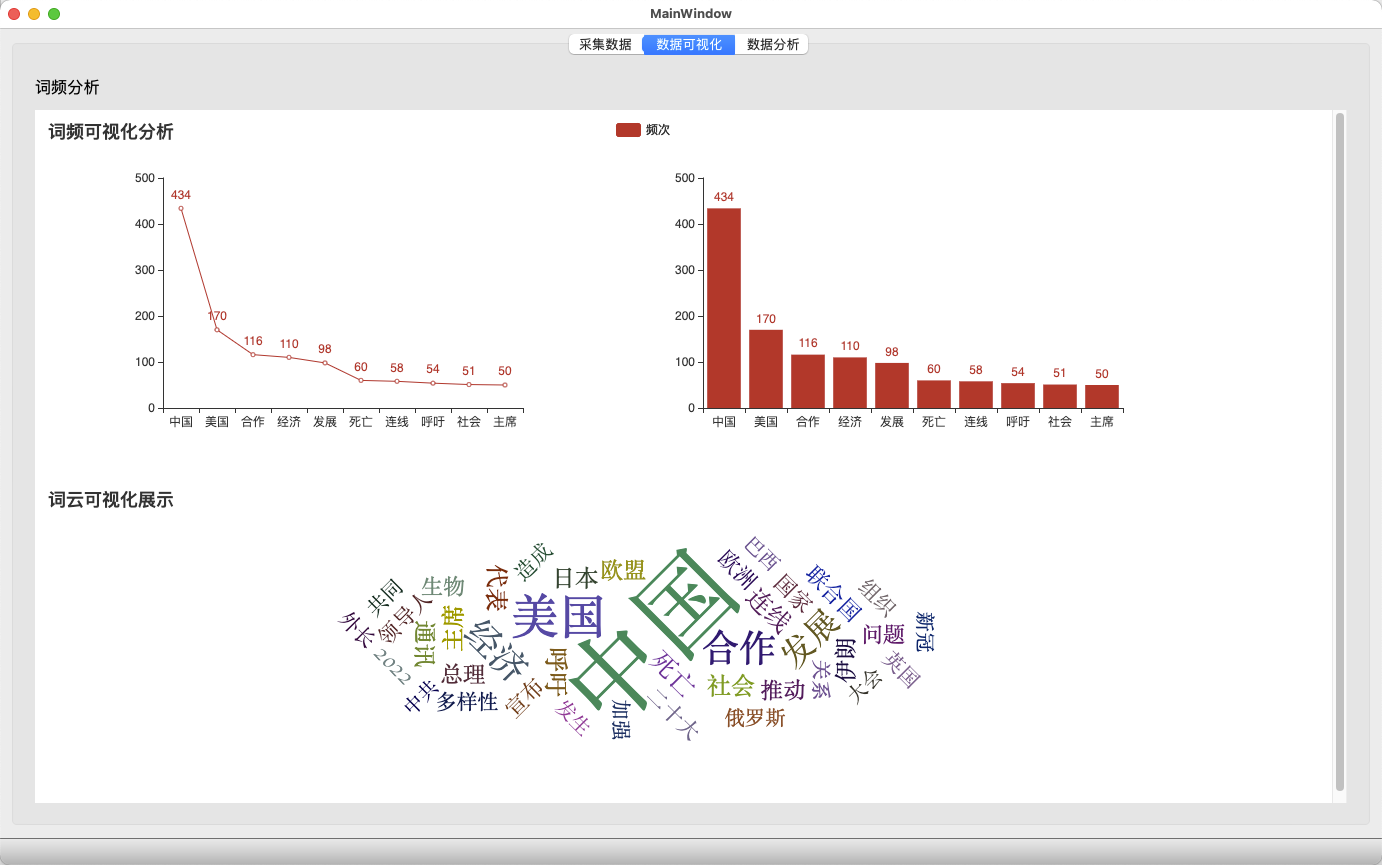 MainWindow
采集数据 数据可视化 数据分析
词频分析
词频可视化分析
频次
500
400
300
200
100
0
434 170 116 110 98 60 58 54 51 50
中国 美国 合作 经济 发展 死亡 连线 呼吁 社会 主席
500
400
300
200
100
0
434 170 116 110 98 60 58 54 51 50
中国 美国 合作 经济 发展 死亡 连线 呼吁 社会 主席
词云可视化展示
中国
美国
合作
经济
发展
死亡
连线
呼吁
社会
主席
造成
代表
日本
欧盟
巴西
欧洲
国家
联合国
组织
新冠
问题
英国
伊朗
大会
关系
推动
俄罗斯
二十大
加强
发生
宣布
多样性
总理
中共
2022
通讯
外长
领导人
共同
生物